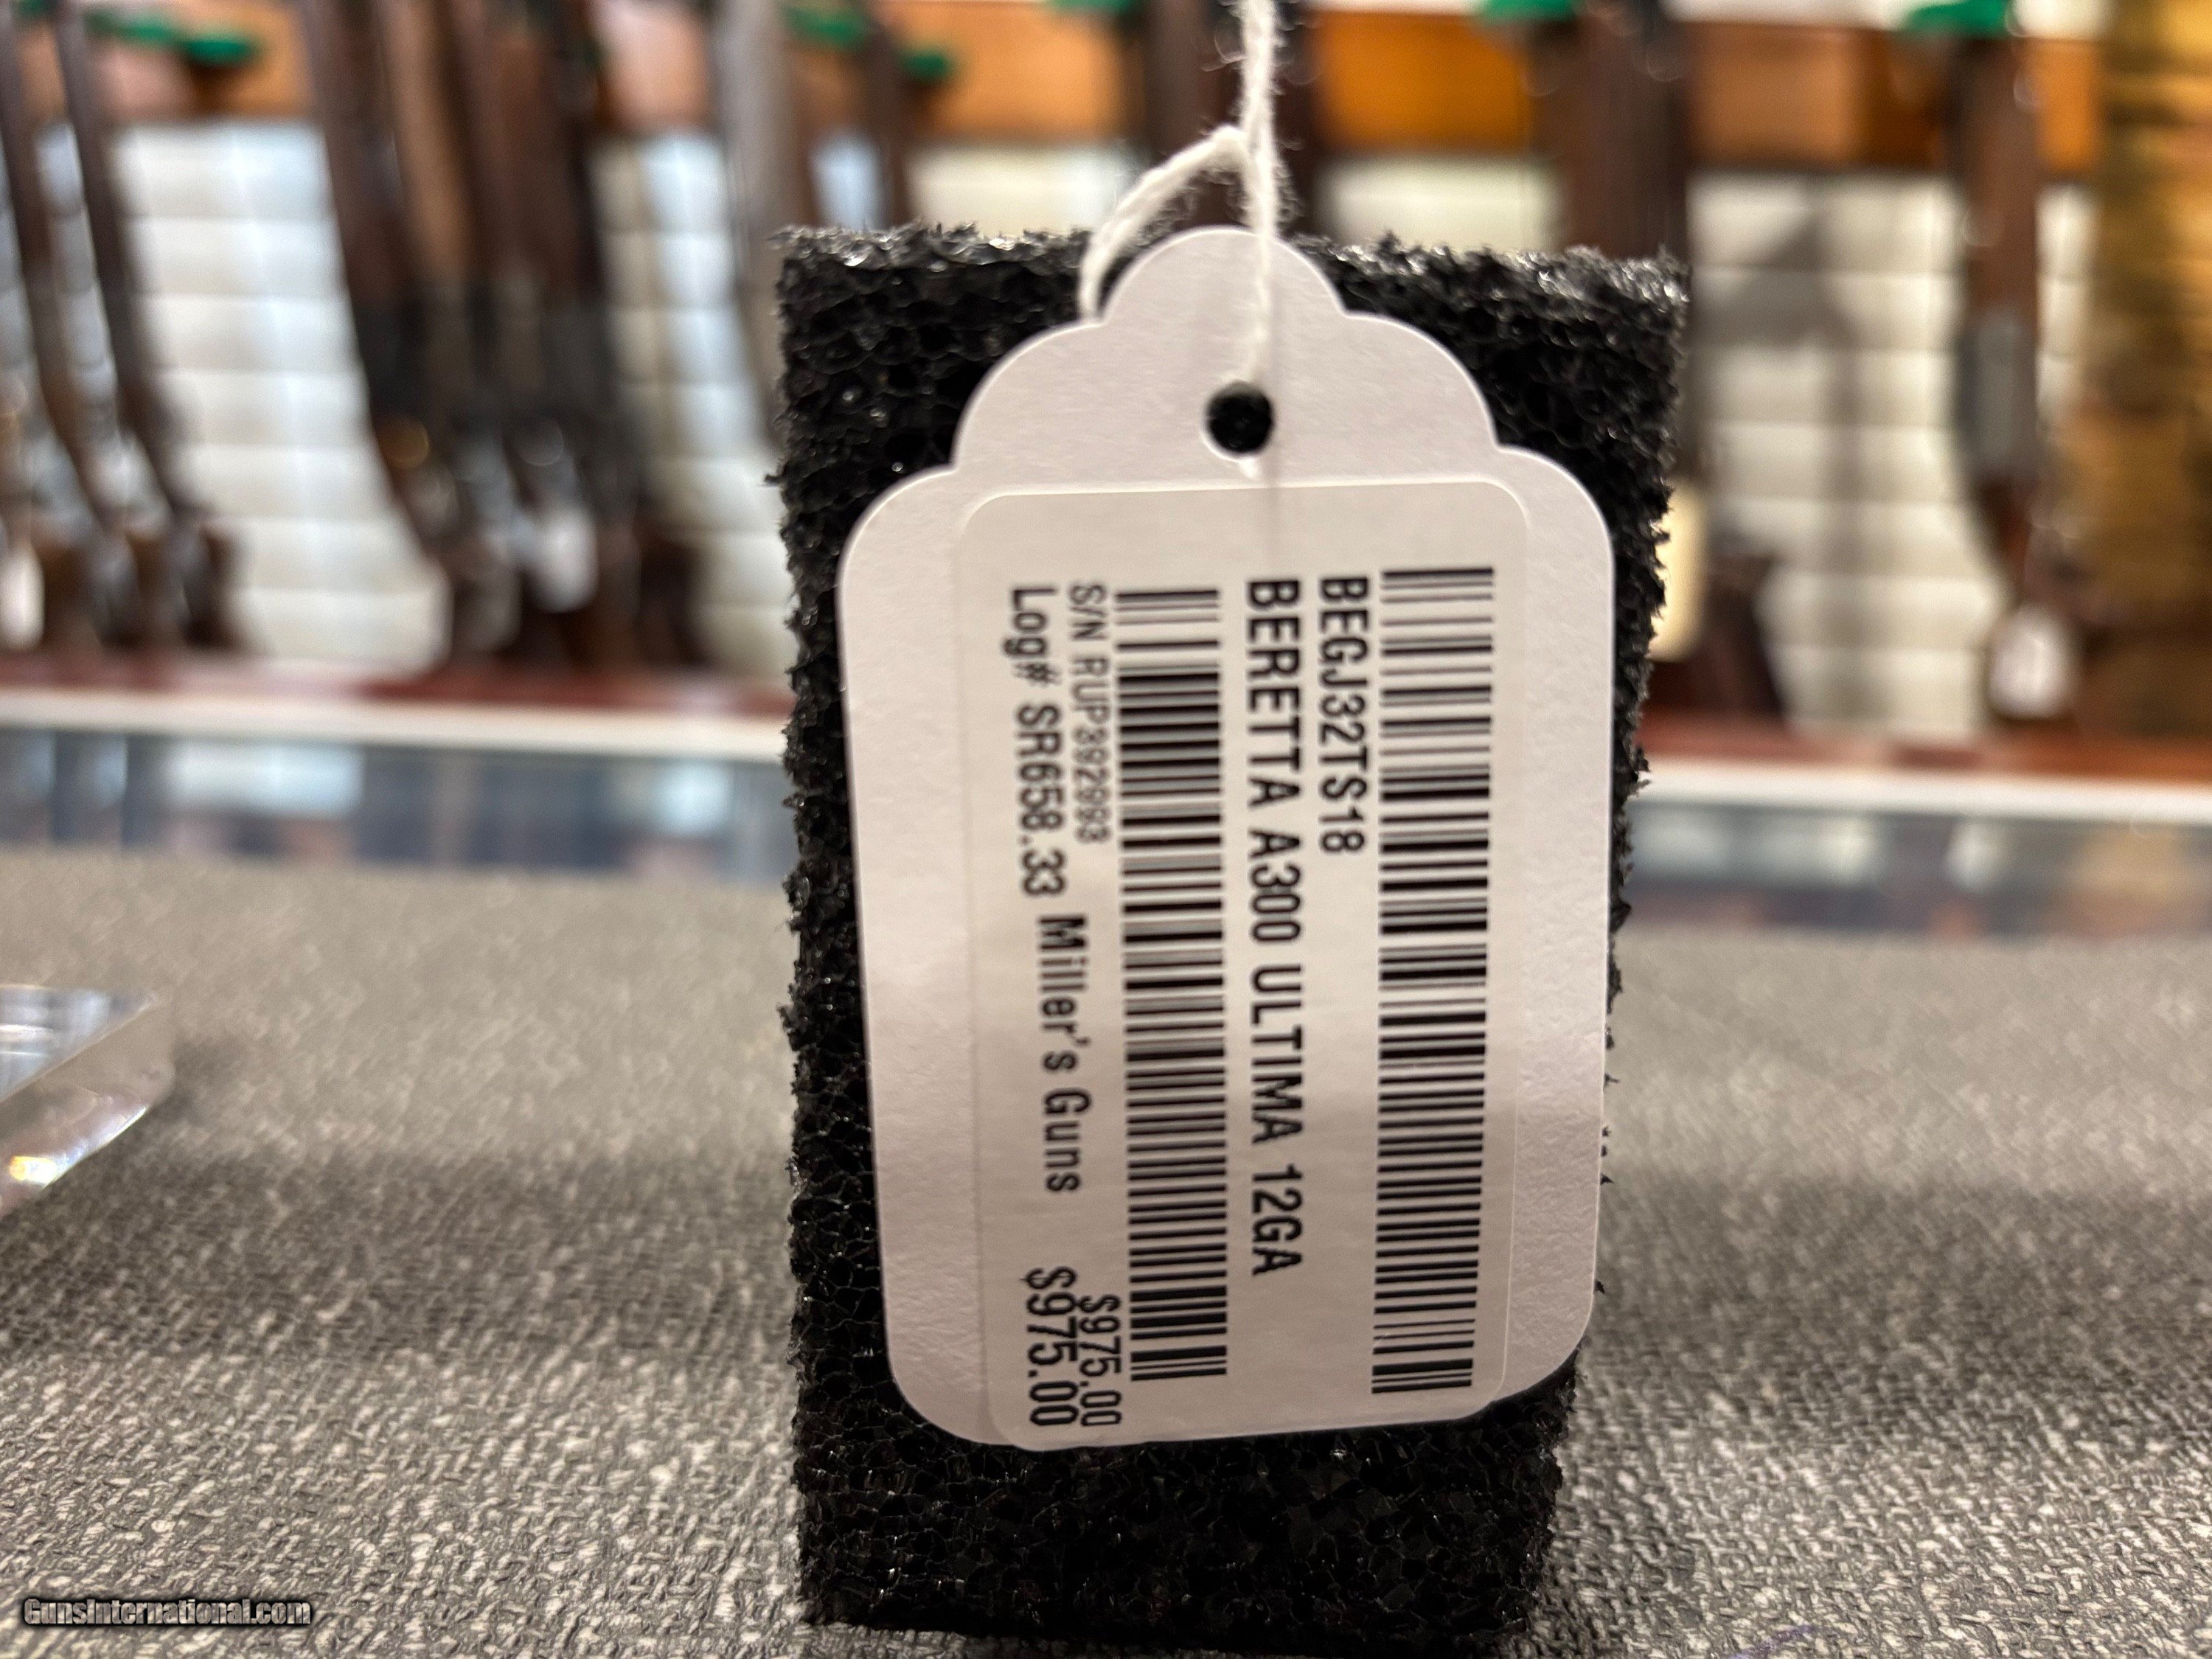 BEGJ32TS18
BERETTA A300 ULTIMA 12GA
S/N RUP392993
$975.00
Log# SR658.33 Miller's Guns
$975.00
GunsInternational.com